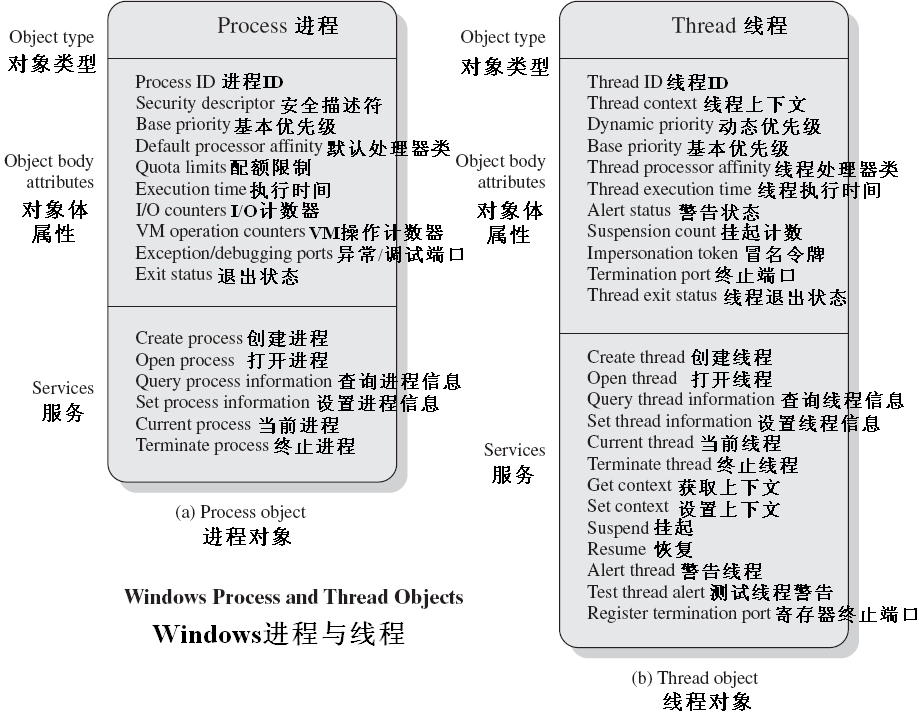 Object type
对象类型
Process 进程
Object body
attributes
对象体
属性
Process ID 进程ID
Security descriptor 安全描述符
Base priority 基本优先级
Default processor affinity 默认处理器类
Quota limits 配额限制
Execution time 执行时间
I/O counters I/O计数器
VM operation counters VM操作计数器
Exception/debugging ports 异常/调试端口
Exit status 退出状态
Services
服务
Create process 创建进程
Open process 打开进程
Query process information 查询进程信息
Set process information 设置进程信息
Current process 当前进程
Terminate process 终止进程
(a) Process object
进程对象
Object type
对象类型
Thread 线程
Object body
attributes
对象体
属性
Thread ID 线程ID
Thread context 线程上下文
Dynamic priority 动态优先级
Base priority 基本优先级
Thread processor affinity 线程处理器类
Thread execution time 线程执行时间
Alert status 警告状态
Suspension count 挂起计数
Impersonation token 冒名令牌
Termination port 终止端口
Thread exit status 线程退出状态
Services
服务
Create thread 创建线程
Open thread 打开线程
Query thread information 查询线程信息
Set thread information 设置线程信息
Current thread 当前线程
Terminate thread 终止线程
Get context 获取上下文
Set context 设置上下文
Suspend 挂起
Resume 恢复
Alert thread 警告线程
Test thread alert 测试线程警告
Register termination port 寄存器终止端口
(b) Thread object
线程对象
Windows Process and Thread Objects
Windows进程与线程